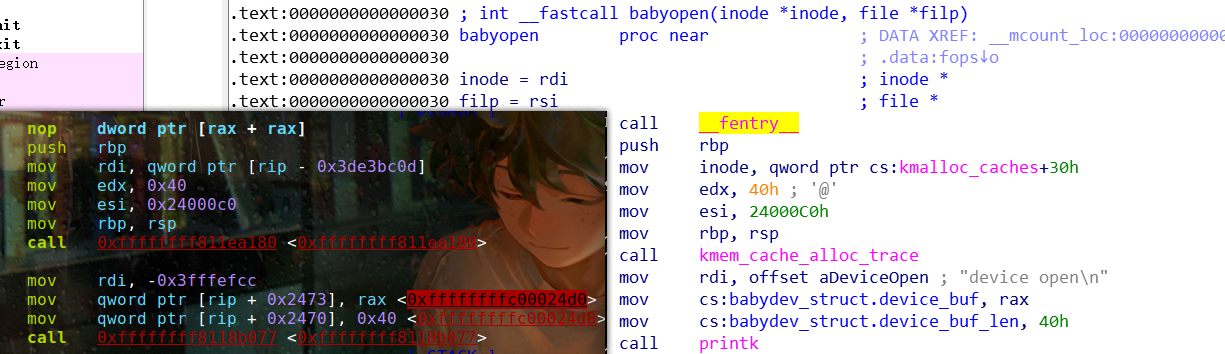 nit
kit
egion
r
.text:0000000000000030 ; int __fastcall babyopen(inode *inode, file *filp)
.text:0000000000000030 babyopen proc near ; DATA XREF: __mcount_loc:00000000000
.text:0000000000000030 ; .data:fops↓o
.text:0000000000000030 inode = rdi ; inode *
.text:0000000000000030 filp = rsi ; file *
nop dword ptr [rax + rax]
push rbp
mov rdi, qword ptr [rip - 0x3de3bc0d]
mov edx, 0x40
mov esi, 0x24000c0
mov rbp, rsp
call 0xffffffff811ea180 <0xffffffff811ea180>
mov rdi, -0x3fffefcc
mov qword ptr [rip + 0x2473], rax <0xffffffffc00024d0>
mov qword ptr [rip + 0x2470], 0x40 <0xffffffffc00024d8>
call 0xffffffff8118b077 <0xffffffff8118b077>
call __fentry__
push rbp
mov inode, qword ptr cs:kmalloc_caches+30h
mov edx, 40h ; '@'
mov esi, 24000C0h
mov rbp, rsp
call kmem_cache_alloc_trace
mov rdi, offset aDeviceOpen ; "device open\n"
mov cs:babydev_struct.device_buf, rax
mov cs:babydev_struct.device_buf_len, 40h
call printk